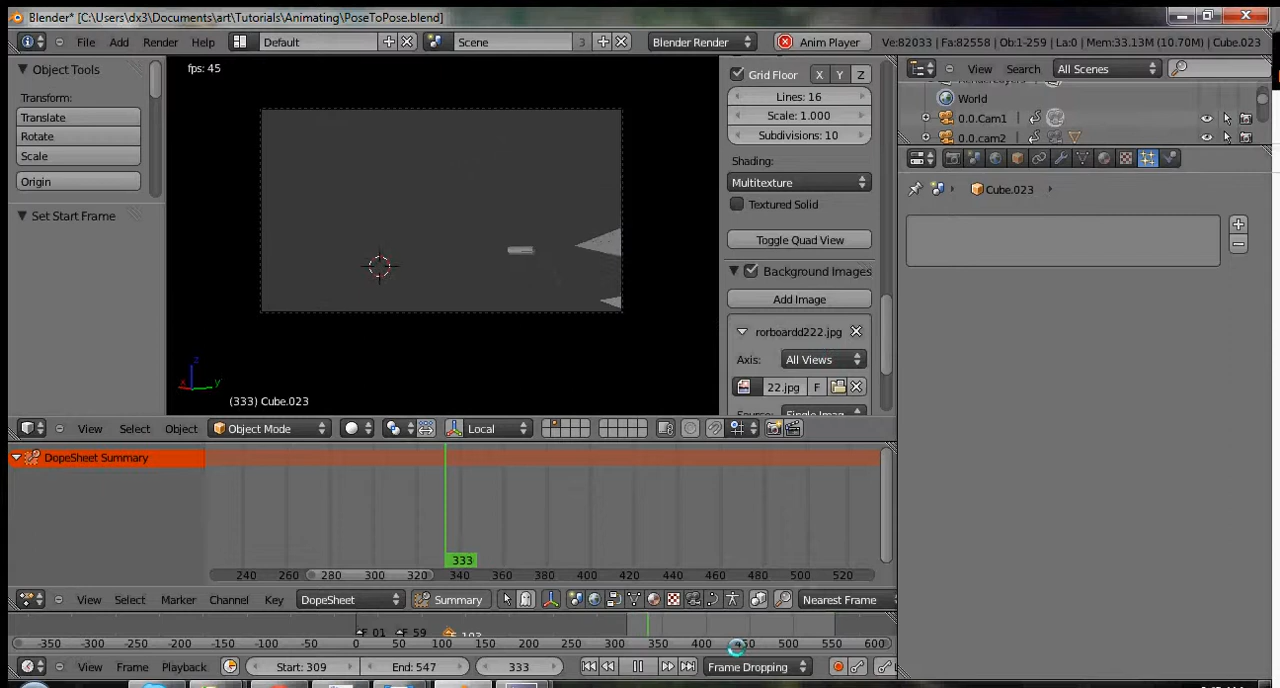 Blender* [C:\Users\dx3\Documents\art\Tutorials\Animating\PoseToPose.blend]
File Add Render Help Default Scene 3 Blender Render Anim Player Ve:82033 | Fa:82558 | Ob:1-259 | La:0 | Mem:33.13M (10.70M) | Cube.023
Object Tools
Transform:
Translate
Rotate
Scale
Origin
Set Start Frame
fps: 45
z
x
y
(333) Cube.023
Grid Floor X Y Z
Lines: 16
Scale: 1.000
Subdivisions: 10
Shading:
Multitexture
Textured Solid
Toggle Quad View
Background Images
Add Image
rorboardd222.jpg
Axis: All Views
22.jpg F
View Search All Scenes
World
0.0.Cam1
0.0.cam2
Cube.023
View Select Object Object Mode Local
DopeSheet Summary
333
240 260 280 300 320 340 360 380 400 420 440 460 480 500 520
View Select Marker Channel Key DopeSheet Summary Nearest Frame
F_01 F_59
-350 -300 -250 -200 -150 -100 -50 0 50 100 150 200 250 300 350 400 500 550 600
View Frame Playback Start: 309 End: 547 333 Frame Dropping